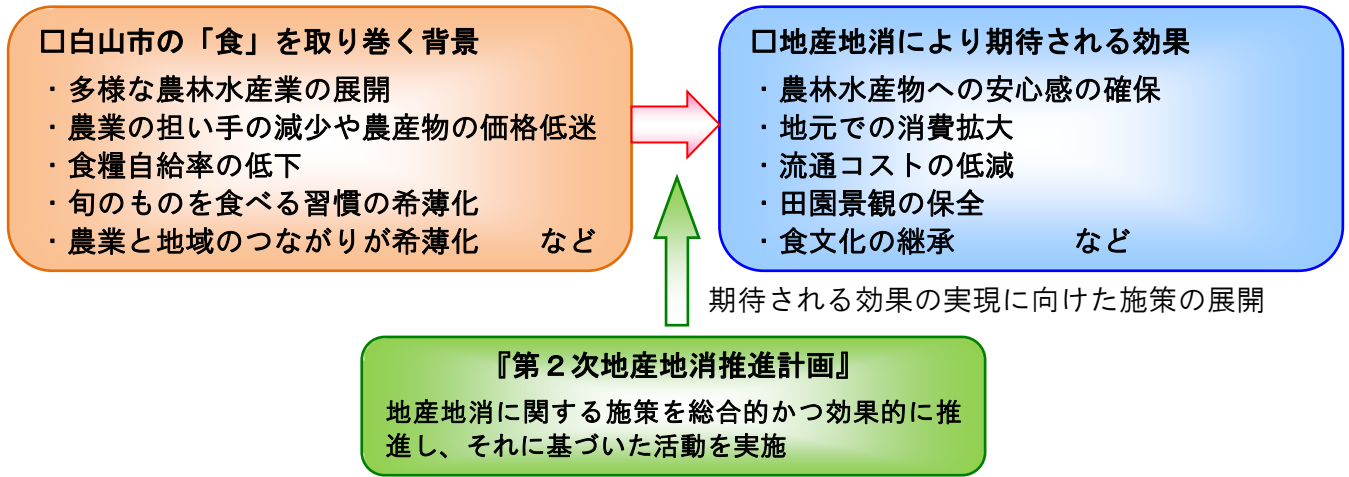 □白山市の「食」を取り巻く背景
・多様な農林水産業の展開
・農業の担い手の減少や農産物の価格低迷
・食糧自給率の低下
・旬のものを食べる習慣の希薄化
・農業と地域のつながりが希薄化　　など
□地産地消により期待される効果
・農林水産物への安心感の確保
・地元での消費拡大
・流通コストの低減
・田園景観の保全
・食文化の継承　　　　など
期待される効果の実現に向けた施策の展開
『第２次地産地消推進計画』
地産地消に関する施策を総合的かつ効果的に推
進し、それに基づいた活動を実施